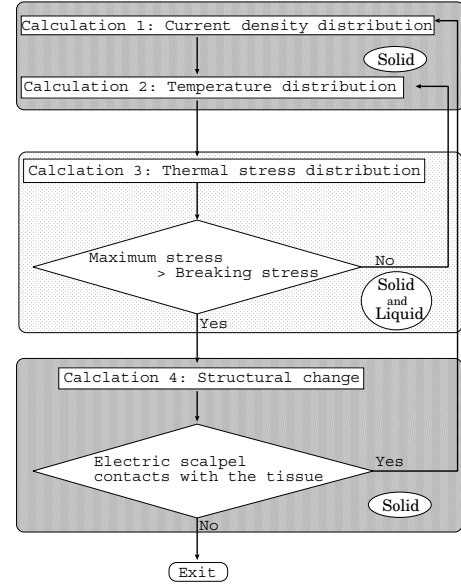 Calculation 1: Current density distribution
Solid
Calculation 2: Temperature distribution
Calclation 3: Thermal stress distribution
Maximum stress
> Breaking stress
No
Solid
and
Liquid
Yes
Calclation 4: Structural change
Electric scalpel
contacts with the tissue
Yes
Solid
No
Exit